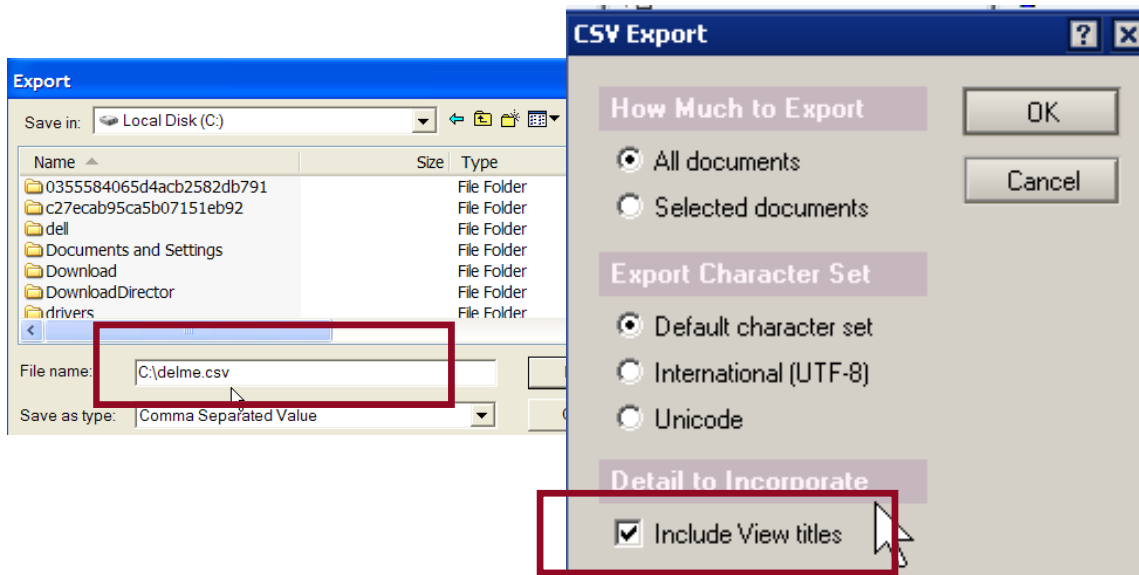 Export
Save in: Local Disk (C:)
Name Size Type
0355584065d4acb2582db791 File Folder
c27ecab95ca5b07151eb92 File Folder
dell File Folder
Documents and Settings File Folder
Download File Folder
DownloadDirector File Folder
drivers File Folder
File name: C:\delme.csv
Save as type: Comma Separated Value
CSV Export
How Much to Export
OK
All documents
Cancel
Selected documents
Export Character Set
Default character set
International (UTF-8)
Unicode
Detail to Incorporate
Include View titles